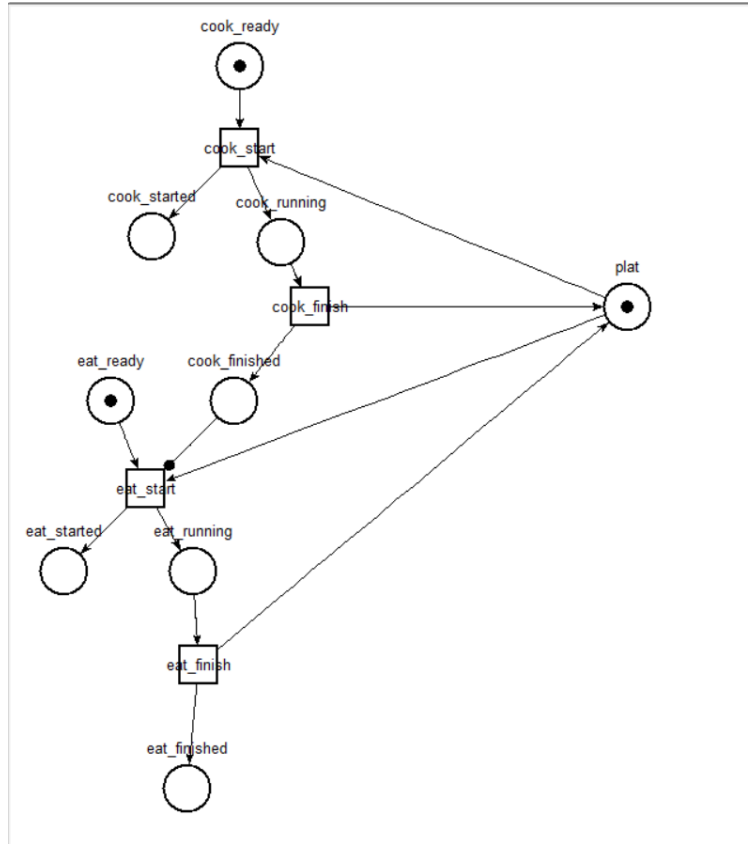 cook_ready
cook_start
cook_started
cook_running
plat
cook_finish
eat_ready
cook_finished
eat_start
eat_started
eat_running
eat_finish
eat_finished